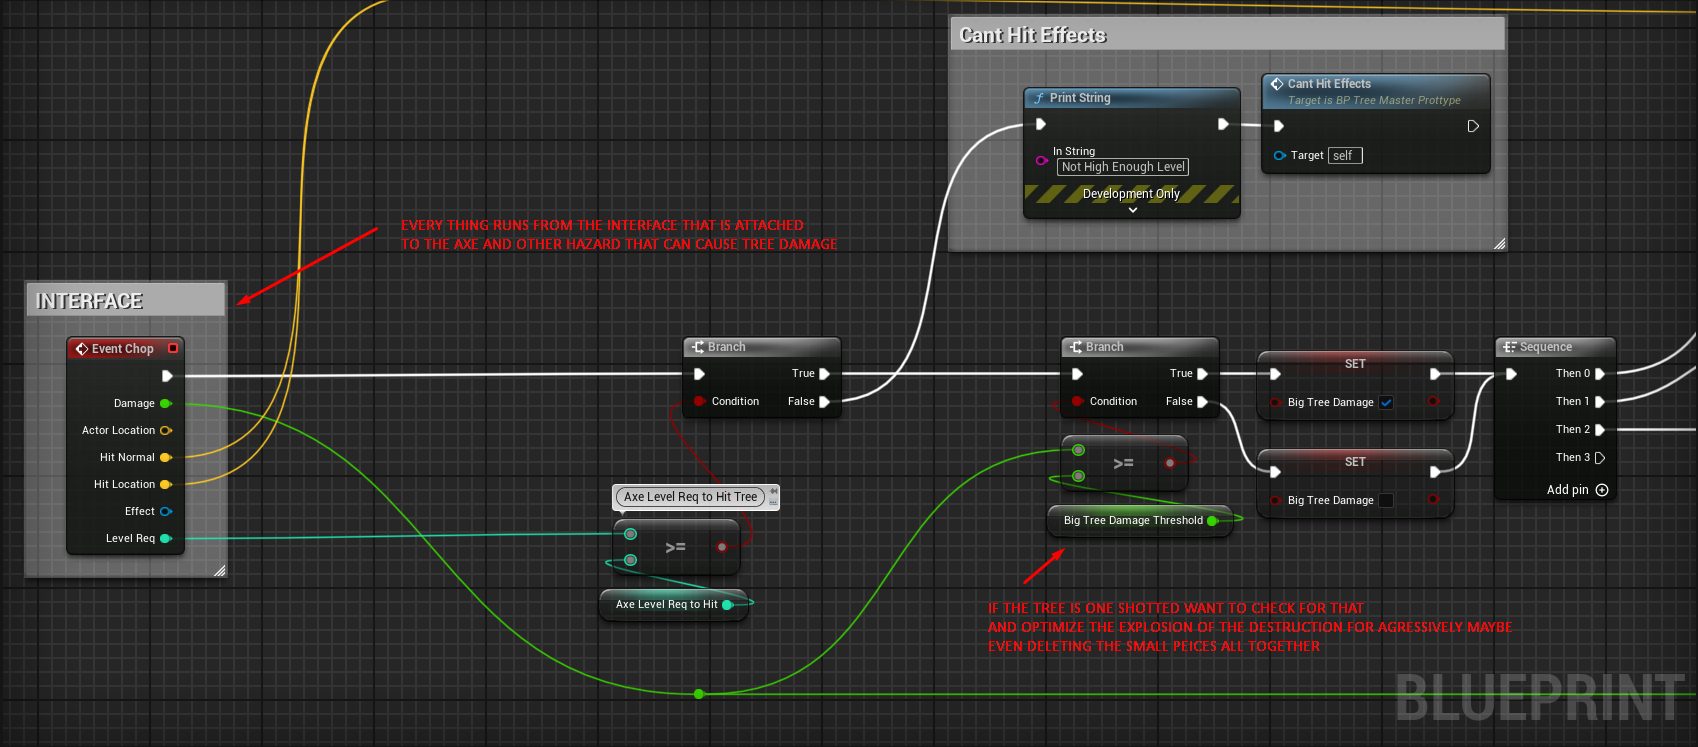 Cant Hit Effects
Print String
In String
Not High Enough Level
Development Only
Cant Hit Effects
Target is BP Tree Master Prottype
Target self
EVERY THING RUNS FROM THE INTERFACE THAT IS ATTACHED
TO THE AXE AND OTHER HAZARD THAT CAN CAUSE TREE DAMAGE
INTERFACE
Event Chop
Damage
Actor Location
Hit Normal
Hit Location
Effect
Level Req
Branch
True
Condition False
Axe Level Req to Hit Tree
>=
Axe Level Req to Hit
Branch
True
Condition False
>=
Big Tree Damage Threshold
SET
Big Tree Damage
SET
Big Tree Damage
Sequence
Then 0
Then 1
Then 2
Then 3
Add pin
IF THE TREE IS ONE SHOTTED WANT TO CHECK FOR THAT
AND OPTIMIZE THE EXPLOSION OF THE DESTRUCTION FOR AGRESSIVELY MAYBE
EVEN DELETING THE SMALL PEICES ALL TOGETHER
BLUEPRINT